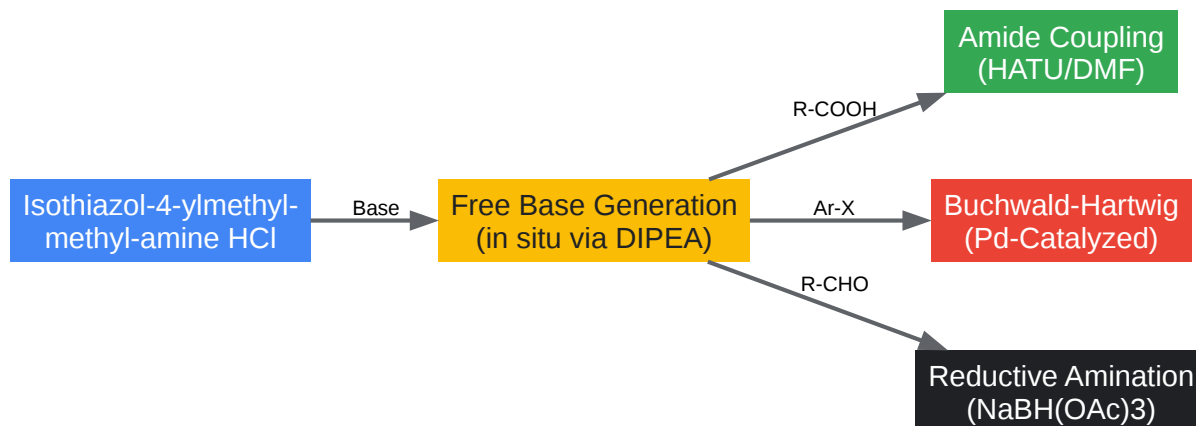 Isothiazol-4-ylmethyl-
methyl-amine HCl
Base
Free Base Generation
(in situ via DIPEA)
R-COOH
Amide Coupling
(HATU/DMF)
Ar-X
Buchwald-Hartwig
(Pd-Catalyzed)
R-CHO
Reductive Amination
(NaBH(OAc)3)